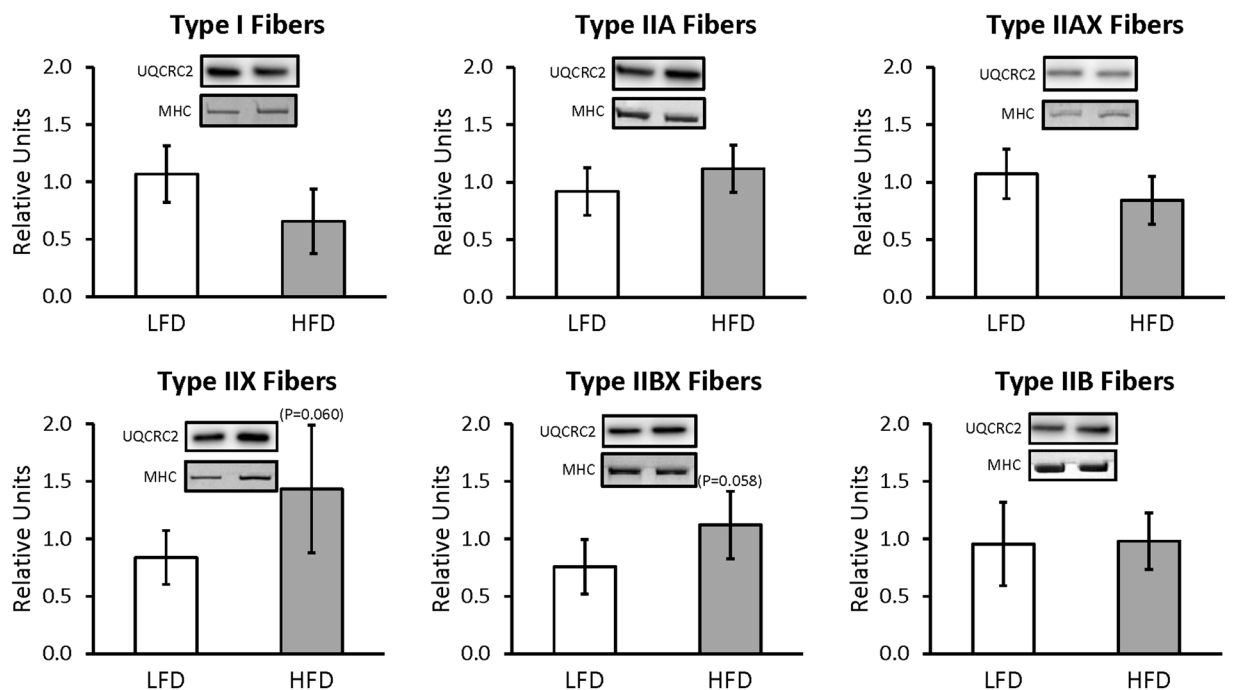 Type I Fibers
UQCRC2
MHC
Relative Units
2.0
1.5
1.0
0.5
0.0
LFD HFD
Type IIA Fibers
UQCRC2
MHC
Relative Units
2.0
1.5
1.0
0.5
0.0
LFD HFD
Type IIAX Fibers
UQCRC2
MHC
Relative Units
2.0
1.5
1.0
0.5
0.0
LFD HFD
Type IIX Fibers
(P=0.060)
UQCRC2
MHC
Relative Units
2.0
1.5
1.0
0.5
0.0
LFD HFD
Type IIBX Fibers
UQCRC2
MHC
(P=0.058)
Relative Units
2.0
1.5
1.0
0.5
0.0
LFD HFD
Type IIB Fibers
UQCRC2
MHC
Relative Units
2.0
1.5
1.0
0.5
0.0
LFD HFD